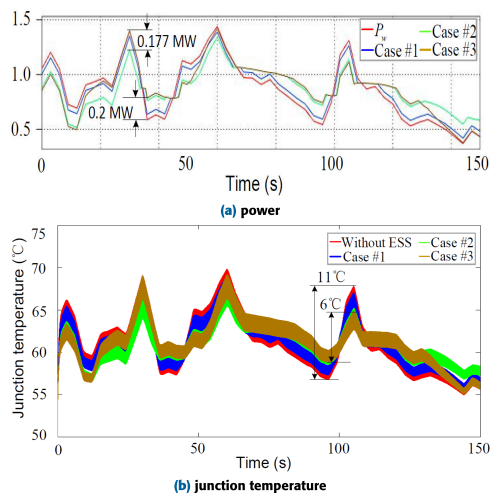 1.5
1.0
0.5
0.177 MW
0.2 MW
P_w
Case #1
Case #2
Case #3
0 50 100 150
Time (s)
(a) power
Junction temperature (℃)
75
70
65
60
55
50
Without ESS
Case #1
Case #2
Case #3
11℃
6℃
0 50 100 150
Time (s)
(b) junction temperature